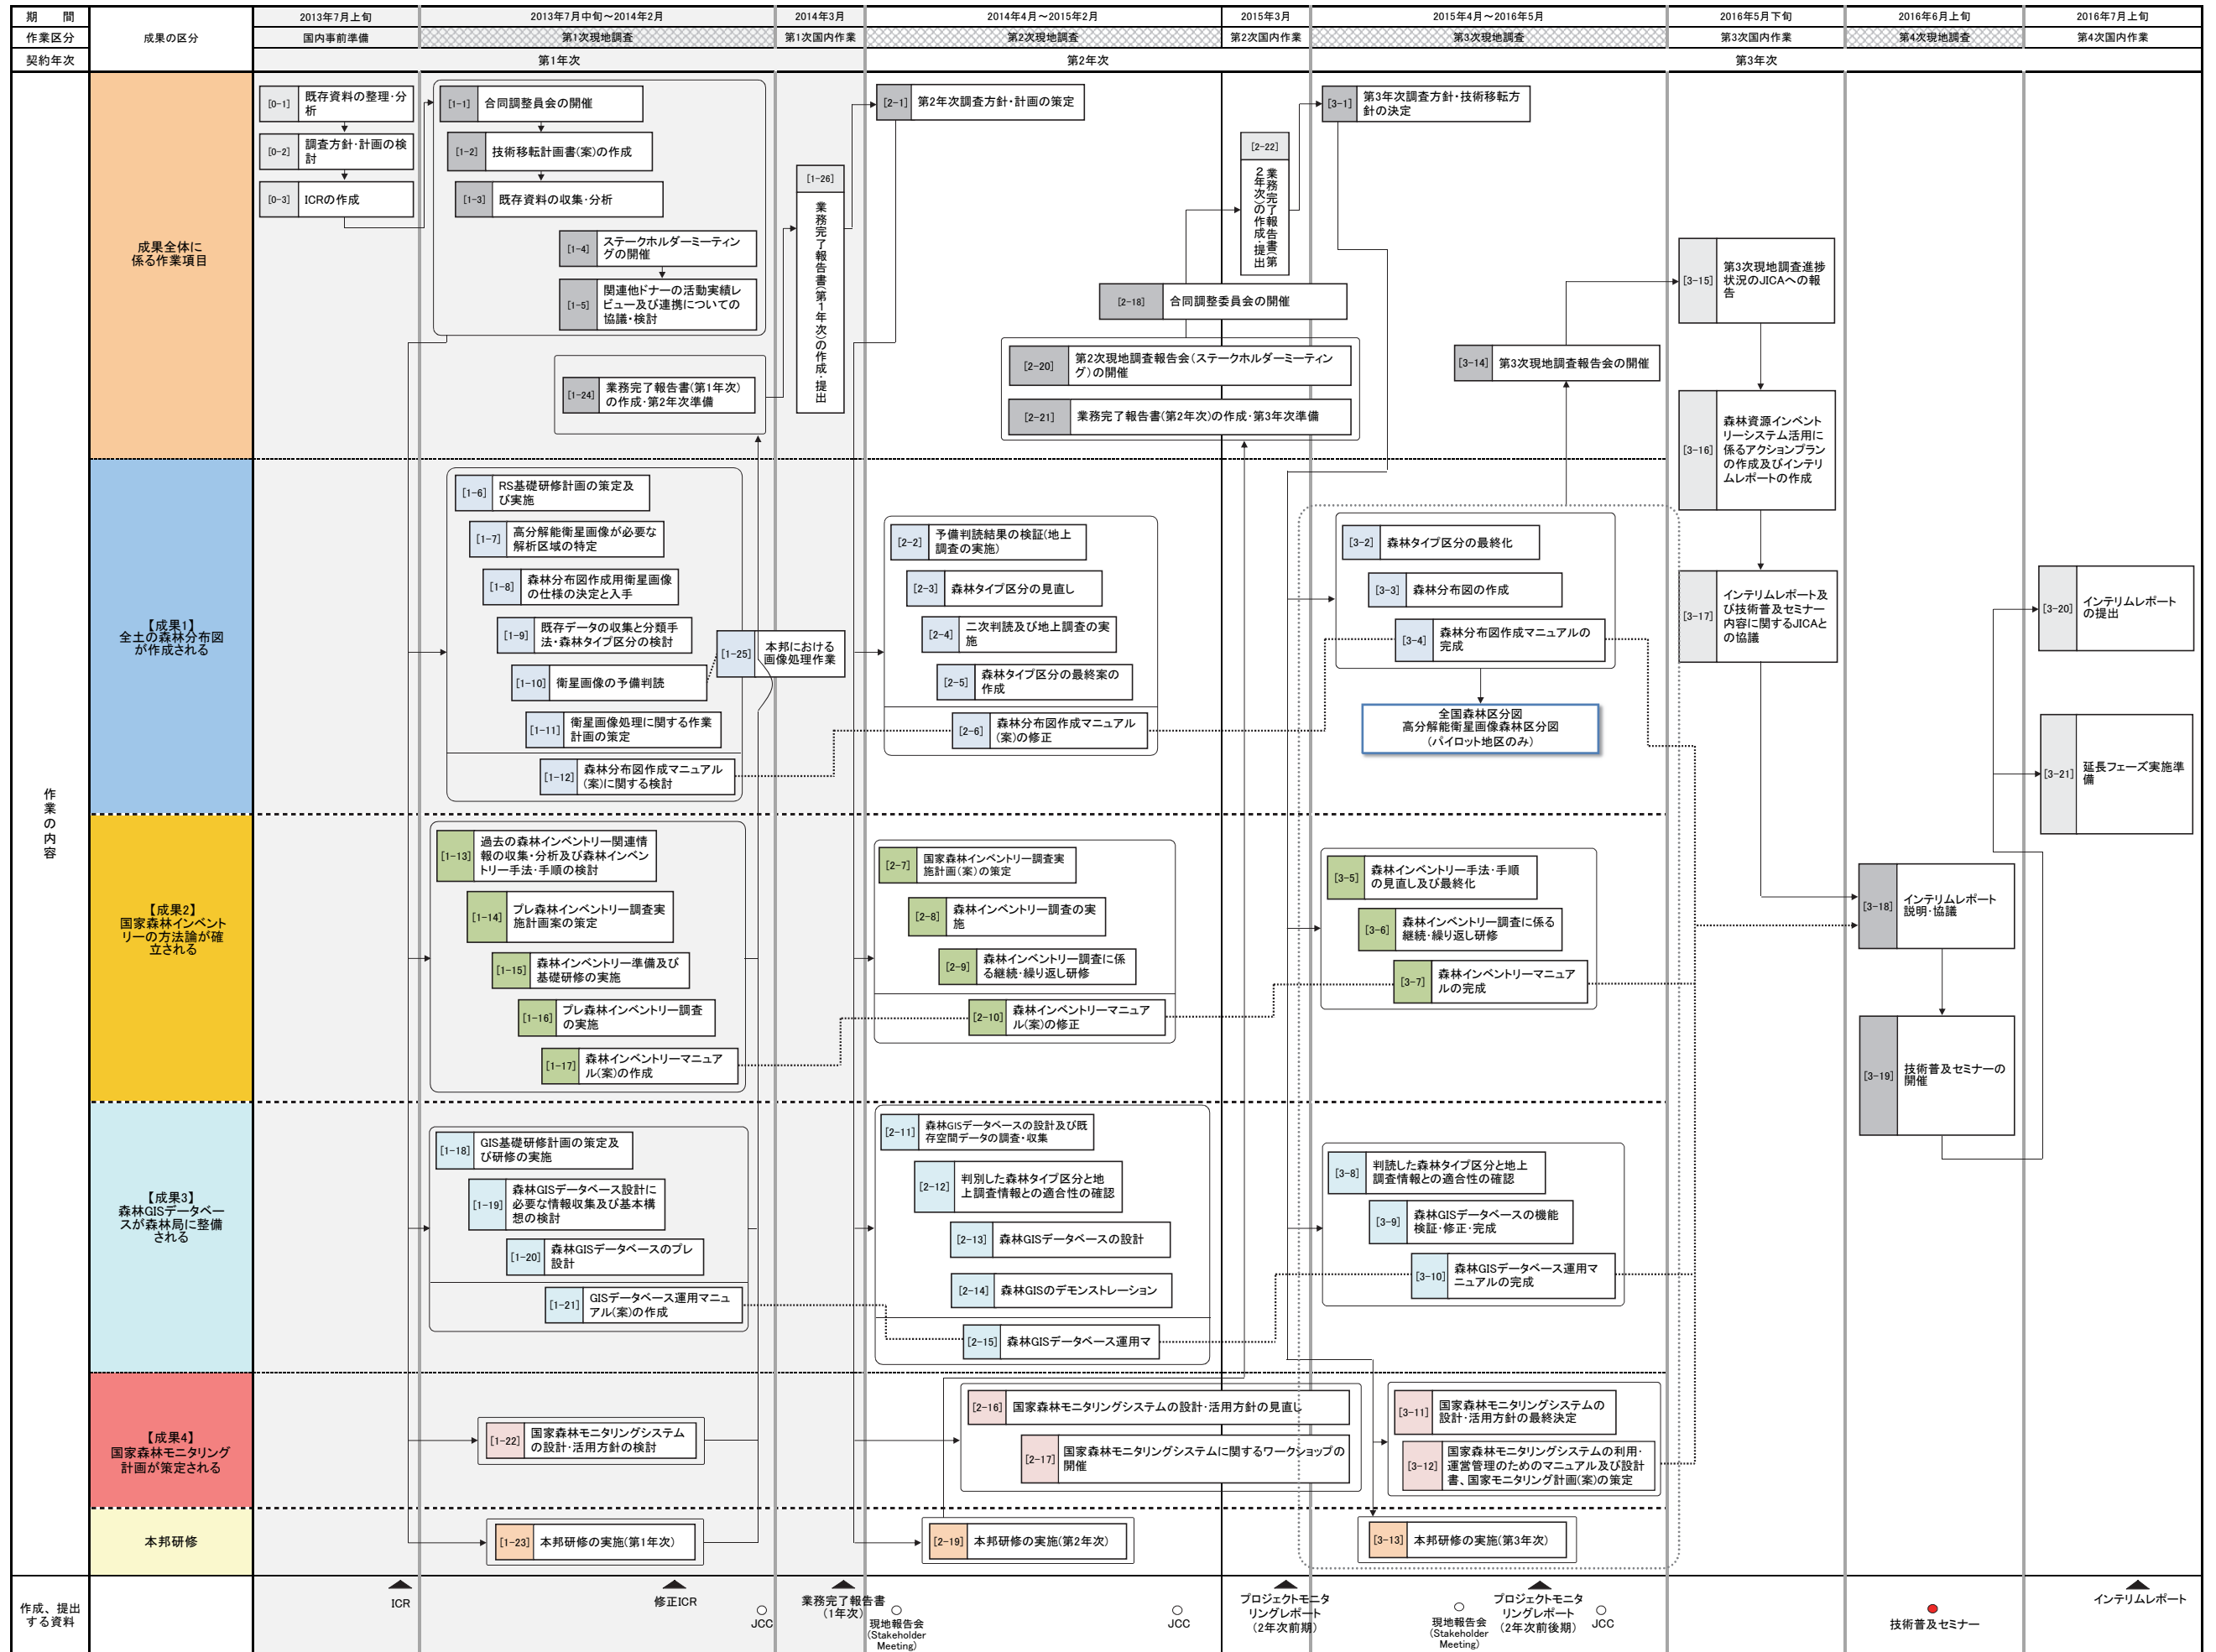 期　間
2013年7月上旬
2013年7月中旬～2014年2月
2014年3月
2014年4月～2015年2月
2015年3月
2015年4月～2016年5月
2016年5月下旬
2016年6月上旬
2016年7月上旬
作業区分
成果の区分
国内事前準備
第1次現地調査
第1次国内作業
第2次現地調査
第2次国内作業
第3次現地調査
第3次国内作業
第4次現地調査
第4次国内作業
契約年次
第1年次
第2年次
第3年次
作業の内容
成果全体に
係る作業項目
[0-1]
既存資料の整理・分
析
[0-2]
調査方針・計画の検
討
[0-3]
ICRの作成
[1-1]
合同調整員会の開催
[1-2]
技術移転計画書(案)の作成
[1-3]
既存資料の収集・分析
[1-4]
ステークホルダーミーティン
グの開催
[1-5]
関連他ドナーの活動実績レ
ビュー及び連携についての
協議・検討
[1-24]
業務完了報告書(第1年次)
の作成・第2年次準備
[1-26]
業務完了報告書(第1年次)の作成・提出
[2-1]
第2年次調査方針・計画の策定
[2-22]
業務完了報告書(第
2年次)の作成・提出
[2-18]
合同調整委員会の開催
[2-20]
第2次現地調査報告会(ステークホルダーミーティン
グ)の開催
[2-21]
業務完了報告書(第2年次)の作成・第3年次準備
[3-1]
第3年次調査方針・技術移転方
針の決定
[3-14]
第3次現地調査報告会の開催
[3-15]
第3次現地調査進捗
状況のJICAへの報
告
[3-16]
森林資源インベント
リーシステム活用に
係るアクションプラン
の作成及びインテリ
ムレポートの作成
[3-17]
インテリムレポート及
び技術普及セミナー
内容に関するJICAと
の協議
[3-18]
インテリムレポート
説明・協議
[3-19]
技術普及セミナーの
開催
[3-20]
インテリムレポート
の提出
[3-21]
延長フェーズ実施準
備
【成果1】
全土の森林分布図
が作成される
[1-6]
RS基礎研修計画の策定及
び実施
[1-7]
高分解能衛星画像が必要な
解析区域の特定
[1-8]
森林分布図作成用衛星画像
の仕様の決定と入手
[1-9]
既存データの収集と分類手
法・森林タイプ区分の検討
[1-10]
衛星画像の予備判読
[1-11]
衛星画像処理に関する作業
計画の策定
[1-12]
森林分布図作成マニュアル
(案)に関する検討
[1-25]
本邦における
画像処理作業
[2-2]
予備判読結果の検証(地上
調査の実施)
[2-3]
森林タイプ区分の見直し
[2-4]
二次判読及び地上調査の実
施
[2-5]
森林タイプ区分の最終案の
作成
[2-6]
森林分布図作成マニュアル
(案)の修正
[3-2]
森林タイプ区分の最終化
[3-3]
森林分布図の作成
[3-4]
森林分布図作成マニュアルの
完成
全国森林区分図
高分解能衛星画像森林区分図
(パイロット地区のみ)
【成果2】
国家森林インベント
リーの方法論が確
立される
[1-13]
過去の森林インベントリー関連情
報の収集・分析及び森林インベン
トリー手法・手順の検討
[1-14]
プレ森林インベントリー調査実
施計画案の策定
[1-15]
森林インベントリー準備及び
基礎研修の実施
[1-16]
プレ森林インベントリー調査
の実施
[1-17]
森林インベントリーマニュア
ル(案)の作成
[2-7]
国家森林インベントリー調査実
施計画(案)の策定
[2-8]
森林インベントリー調査の実
施
[2-9]
森林インベントリー調査に係
る継続・繰り返し研修
[2-10]
森林インベントリーマニュア
ル(案)の修正
[3-5]
森林インベントリー手法・手順
の見直し及び最終化
[3-6]
森林インベントリー調査に係る
継続・繰り返し研修
[3-7]
森林インベントリーマニュア
ルの完成
【成果3】
森林GISデータベー
スが森林局に整備
される
[1-18]
GIS基礎研修計画の策定及
び研修の実施
[1-19]
森林GISデータベース設計に
必要な情報収集及び基本構
想の検討
[1-20]
森林GISデータベースのプレ
設計
[1-21]
GISデータベース運用マニュ
アル(案)の作成
[2-11]
森林GISデータベースの設計及び既
存空間データの調査・収集
[2-12]
判別した森林タイプ区分と地
上調査情報との適合性の確認
[2-13]
森林GISデータベースの設計
[2-14]
森林GISのデモンストレーション
[2-15]
森林GISデータベース運用マ
[3-8]
判読した森林タイプ区分と地上
調査情報との適合性の確認
[3-9]
森林GISデータベースの機能
検証・修正・完成
[3-10]
森林GISデータベース運用マ
ニュアルの完成
【成果4】
国家森林モニタリング
計画が策定される
[1-22]
国家森林モニタリングシステム
の設計・活用方針の検討
[2-16]
国家森林モニタリングシステムの設計・活用方針の見直し
[2-17]
国家森林モニタリングシステムに関するワークショップの
開催
[3-11]
国家森林モニタリングシステムの
設計・活用方針の最終決定
[3-12]
国家森林モニタリングシステムの利用・
運営管理のためのマニュアル及び設計
書、国家モニタリング計画(案)の策定
本邦研修
[1-23]
本邦研修の実施(第1年次)
[2-19]
本邦研修の実施(第2年次)
[3-13]
本邦研修の実施(第3年次)
作成、提出
する資料
ICR
修正ICR
JCC
業務完了報告書
(1年次)
現地報告会
(Stakeholder
Meeting)
JCC
プロジェクトモニタ
リングレポート
(2年次前期)
現地報告会
(Stakeholder
Meeting)
プロジェクトモニタ
リングレポート
(2年次前後期)
JCC
技術普及セミナー
インテリムレポート